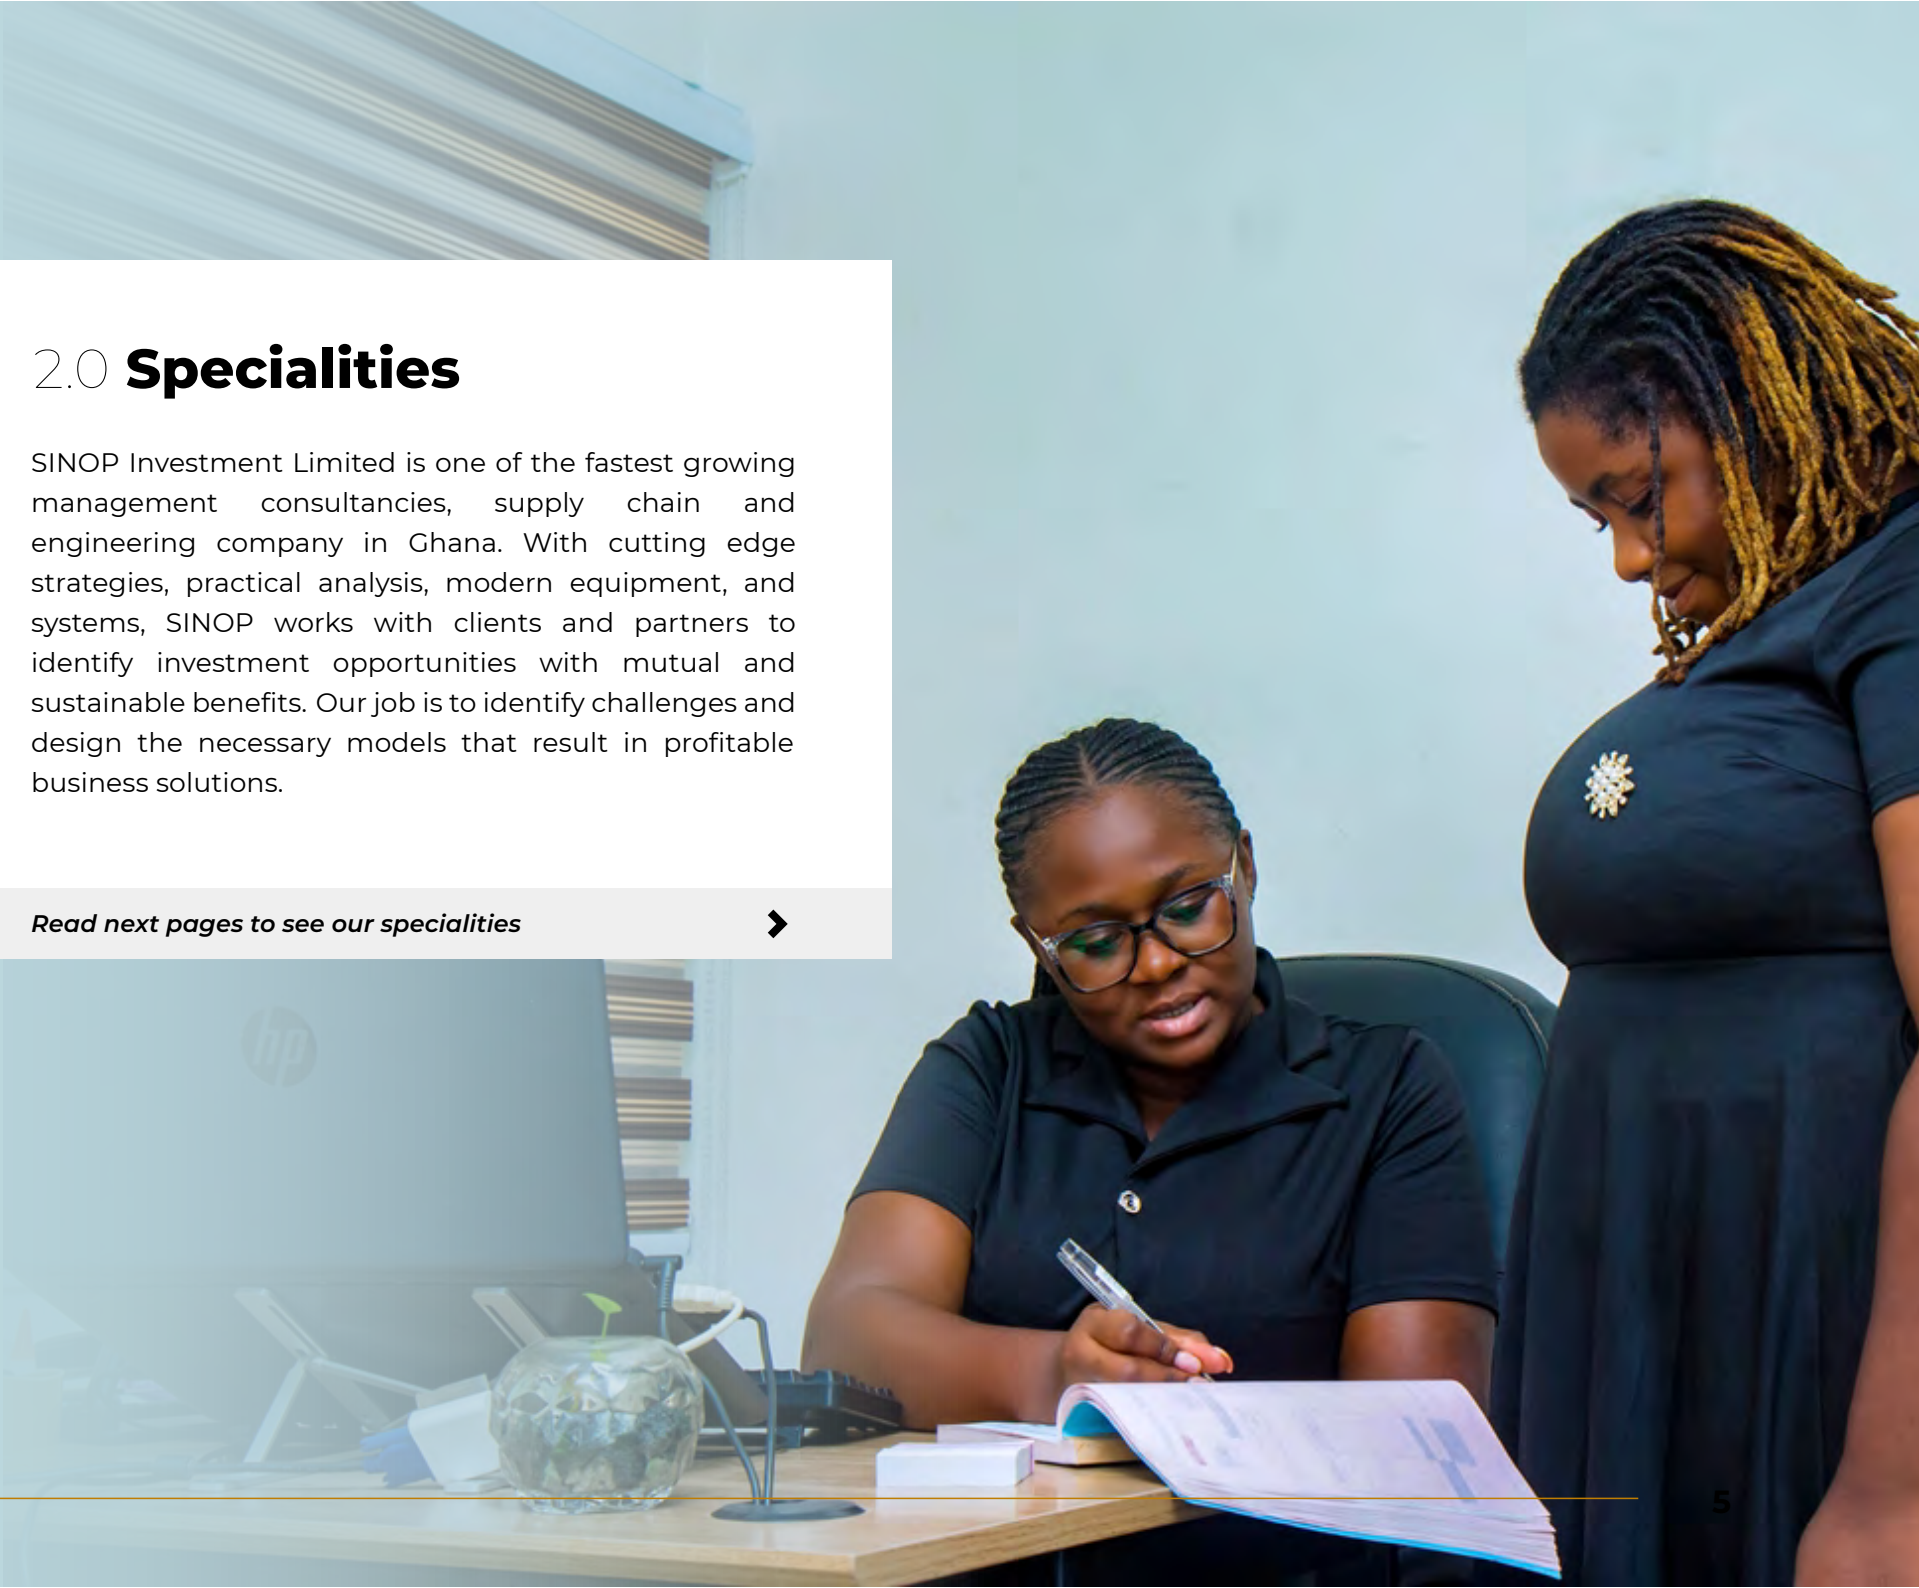 2.0 Specialities
SINOP Investment Limited is one of the fastest growing
management consultancies, supply chain and
engineering company in Ghana. With cutting edge
strategies, practical analysis, modern equipment, and
systems, SINOP works with clients and partners to
identify investment opportunities with mutual and
sustainable benefits. Our job is to identify challenges and
design the necessary models that result in profitable
business solutions.
Read next pages to see our specialities
hp
5